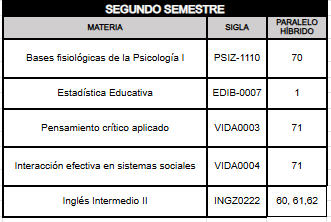 SEGUNDO SEMESTRE
MATERIA SIGLA PARALELO HÍBRIDO
Bases fisiológicas de la Psicología I PSIZ-1110 70
Estadística Educativa EDIB-0007 1
Pensamiento crítico aplicado VIDA0003 71
Interacción efectiva en sistemas sociales VIDA0004 71
Inglés Intermedio II INGZ0222 60, 61,62